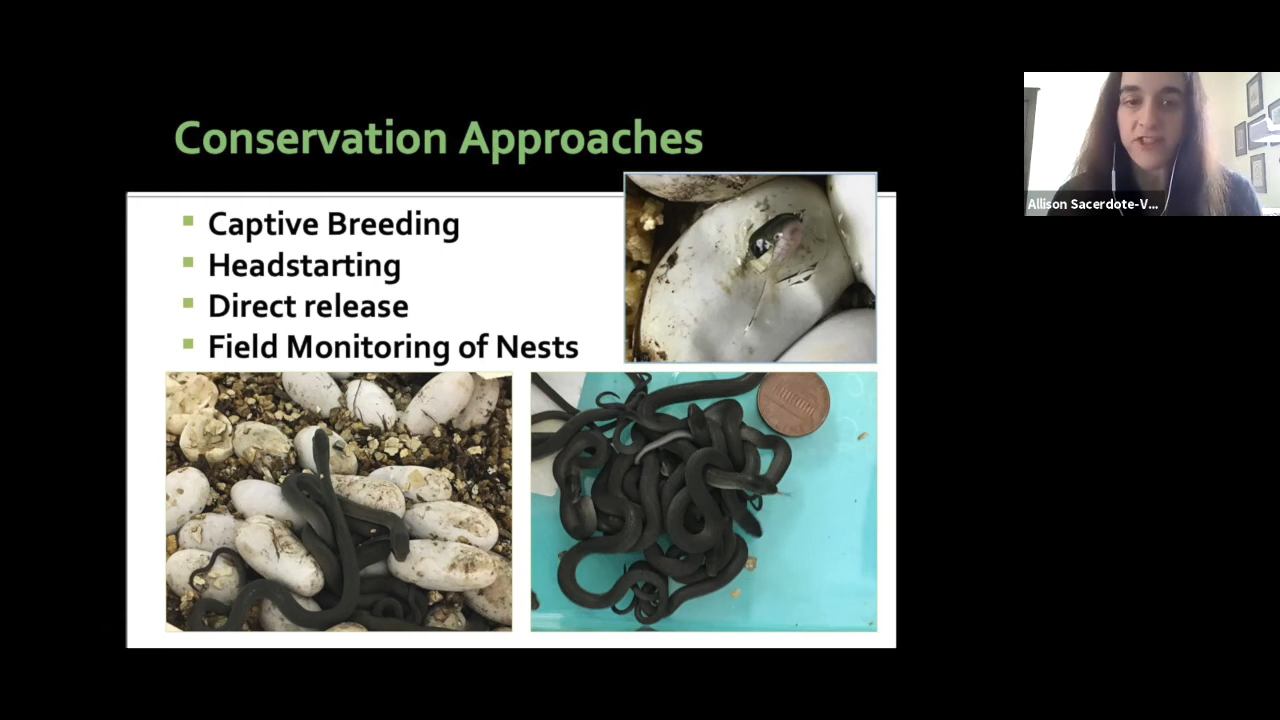 Conservation Approaches
Captive Breeding
Headstarting
Direct release
Field Monitoring of Nests
Allison Sacerdote-V...